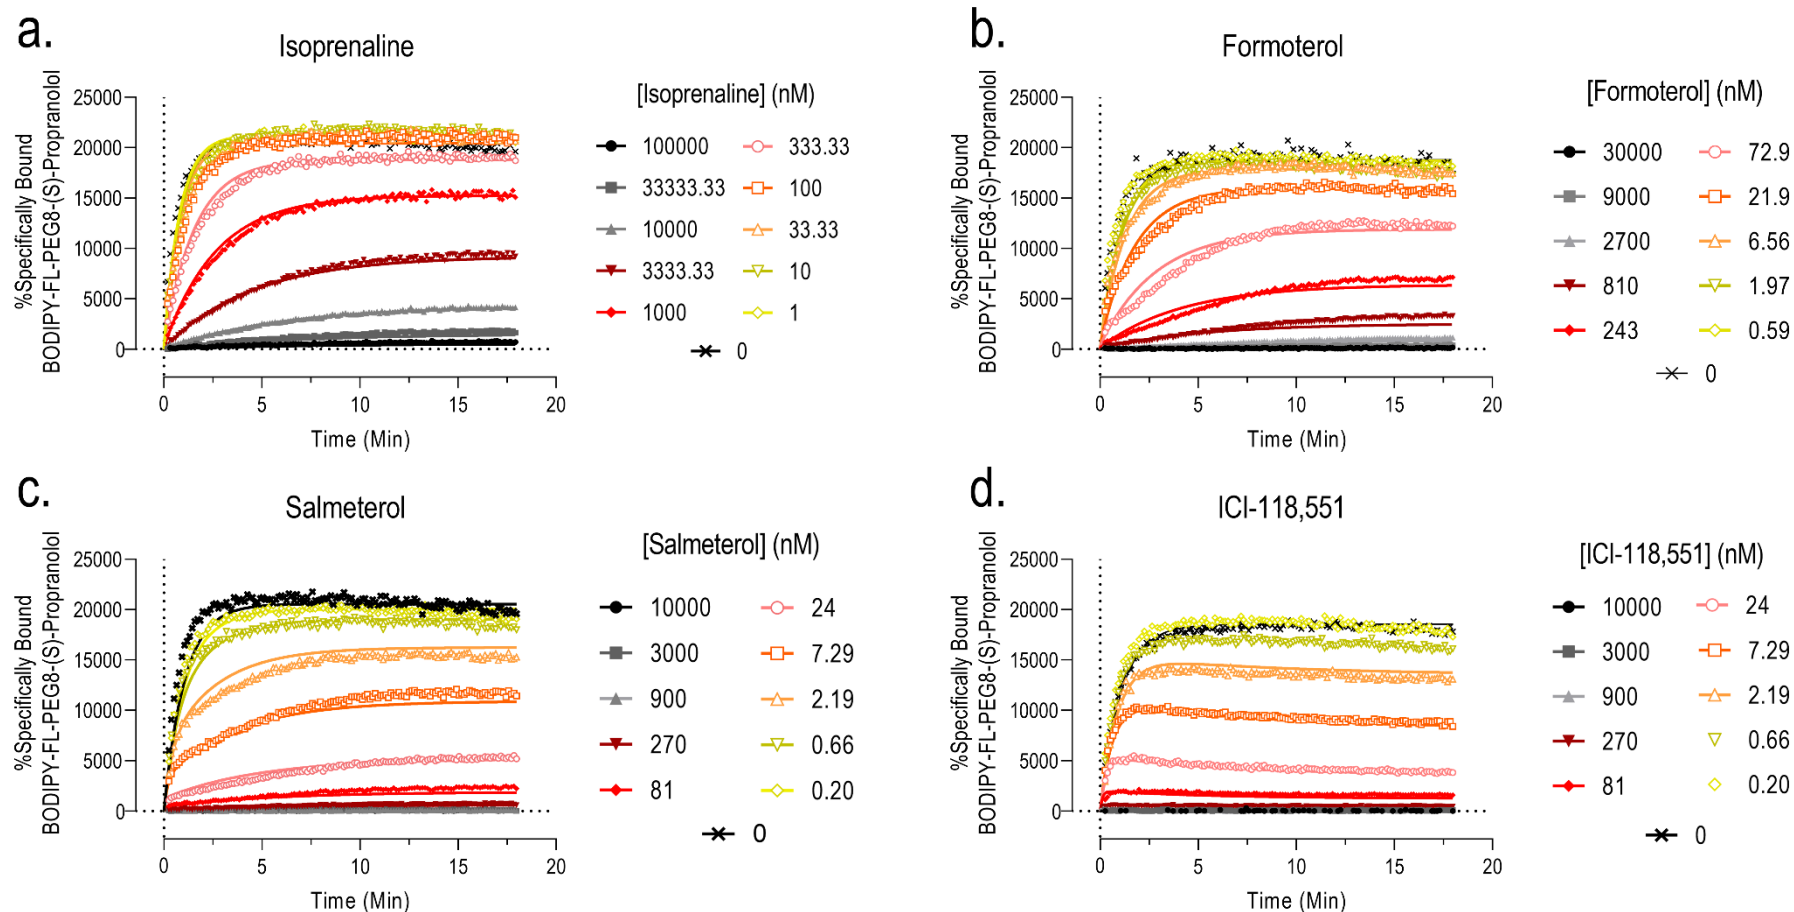 a.
Isoprenaline
%Specifically Bound
BODIPY-FL-PEG8-(S)-Propranolol
25000
20000
15000
10000
5000
0
0 5 10 15 20
Time (Min)
[Isoprenaline] (nM)
100000 333.33
33333.33 100
10000 33.33
3333.33 10
1000 1
0
b.
Formoterol
%Specifically Bound
BODIPY-FL-PEG8-(S)-Propranolol
25000
20000
15000
10000
5000
0
0 5 10 15 20
Time (Min)
[Formoterol] (nM)
30000 72.9
9000 21.9
2700 6.56
810 1.97
243 0.59
0
c.
Salmeterol
%Specifically Bound
BODIPY-FL-PEG8-(S)-Propranolol
25000
20000
15000
10000
5000
0
0 5 10 15 20
Time (Min)
[Salmeterol] (nM)
10000 24
3000 7.29
900 2.19
270 0.66
81 0.20
0
d.
ICI-118,551
%Specifically Bound
BODIPY-FL-PEG8-(S)-Propranolol
25000
20000
15000
10000
5000
0
0 5 10 15 20
Time (Min)
[ICI-118,551] (nM)
10000 24
3000 7.29
900 2.19
270 0.66
81 0.20
0